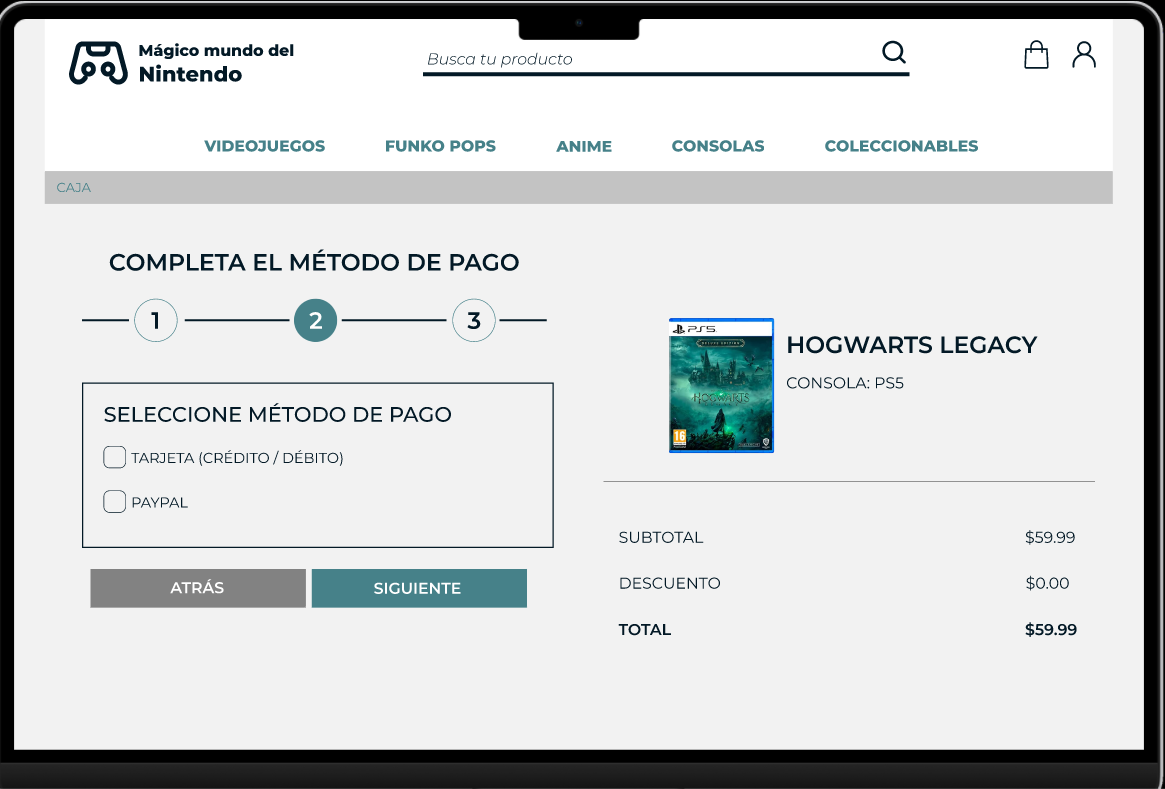 Mágico mundo del
Nintendo
Busca tu producto
VIDEOJUEGOS FUNKO POPS ANIME CONSOLAS COLECCIONABLES
CAJA
COMPLETA EL MÉTODO DE PAGO
1 2 3
SELECCIONE MÉTODO DE PAGO
TARJETA (CRÉDITO / DÉBITO)
PAYPAL
ATRÁS SIGUIENTE
PS5
DELUXE EDITION
HOGWARTS
16
HOGWARTS LEGACY
CONSOLA: PS5
SUBTOTAL $59.99
DESCUENTO $0.00
TOTAL $59.99